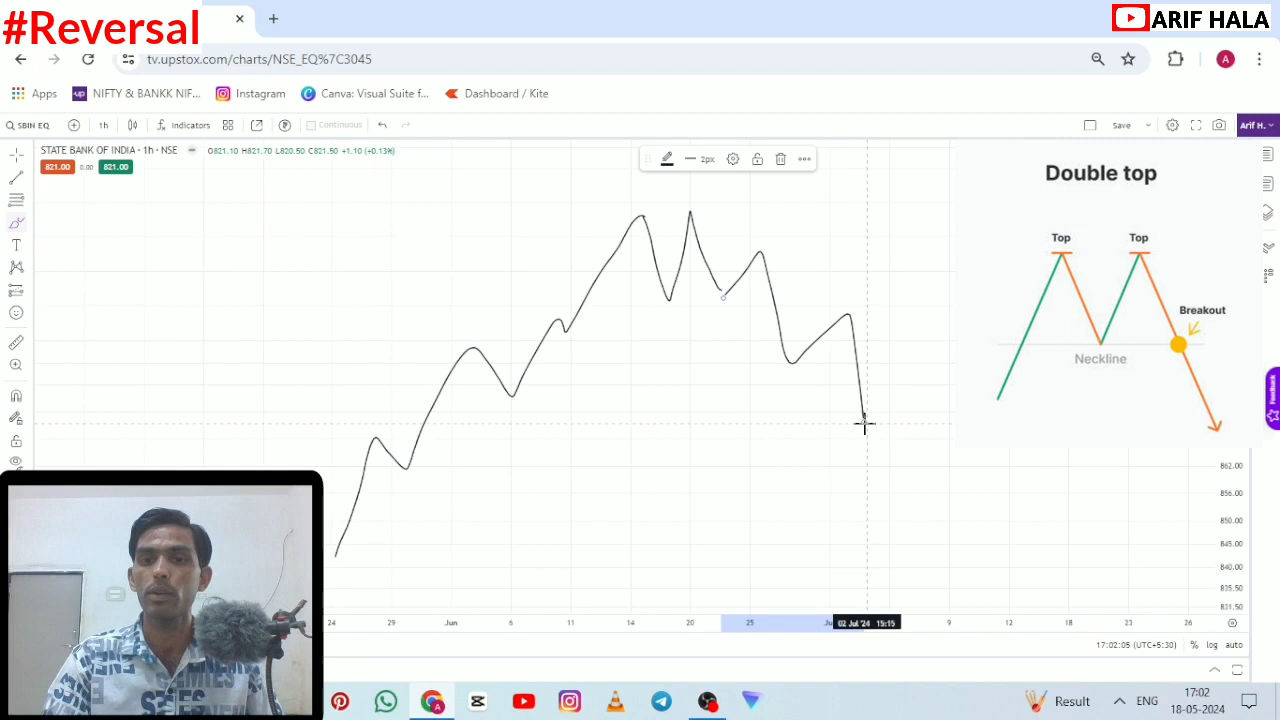 #Reversal
ARIF HALA
tv.upstox.com/charts/NSE_EQ%7C3045
A
Apps
NIFTY & BANKK NIF...
Instagram
Canva: Visual Suite f...
Dashboard / Kite
SBIN EQ
1h
Indicators
Continuous
Save
Arif H.
STATE BANK OF INDIA · 1h · NSE
O821.10 H821.70 L820.50 C821.50 +1.10 (+0.13%)
821.00
0.00
821.00
2px
Double top
Top
Top
Breakout
Neckline
Feedback
862.00
856.00
850.00
845.00
840.00
835.50
831.50
24
29
Jun
6
11
14
20
25
02 Jul '24 15:15
9
12
18
23
26
17:02:05 (UTC+5:30)
%
log
auto
Result
ENG
17:02
18-05-2024